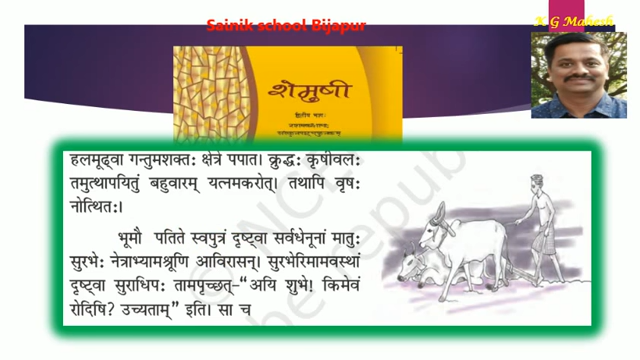 Sainik school Bijapur
K G Mahesh
शेमुषी
द्वितीयः भागः
हलमूढ्वा गन्तुमशक्तः क्षेत्रे पपात। क्रुद्धः कृषीवलः
तमुत्थापयितुं बहुवारम् यत्नमकरोत्। तथापि वृषः
नोत्थितः।
भूमौ पतिते स्वपुत्रं दृष्ट्वा सर्वधेनूनां मातुः
सुरभेः नेत्राभ्यामश्रूणि आविरासन्। सुरभेरिमामवस्थां
दृष्ट्वा सुराधिपः तामपृच्छत्-“अयि शुभे! किमेवं
रोदिषि? उच्यताम्” इति। सा च